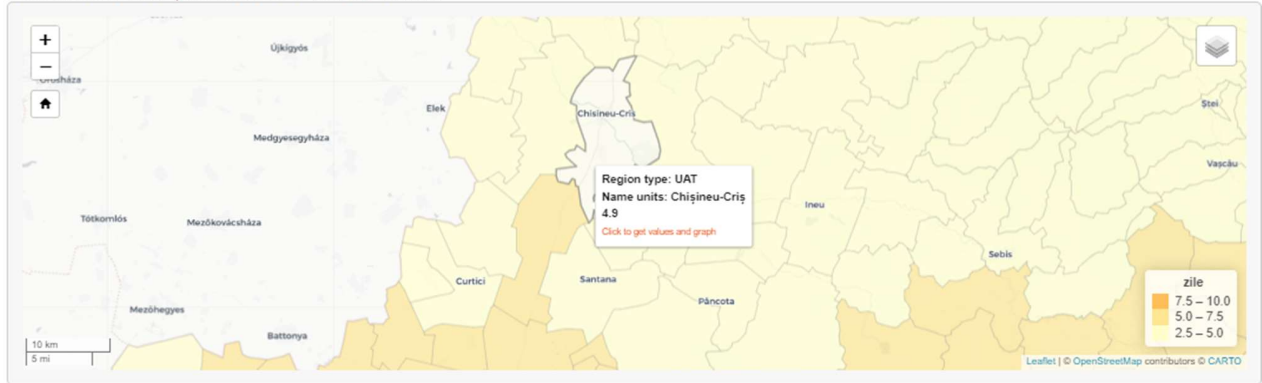 +
−
Újkígyós
Orosháza
Elek
Chisineu-Criș
Ștei
Medgyesegyháza
Vașcău
Region type: UAT
Name units: Chișineu-Criș
4.9
Click to get values and graph
Ineu
Tótkomlós
Mezőkovácsháza
Sebis
Curtici
Santana
Pâncota
zile
7.5 – 10.0
5.0 – 7.5
2.5 – 5.0
Mezőhegyes
Battonya
10 km
5 mi
Leaflet | © OpenStreetMap contributors © CARTO